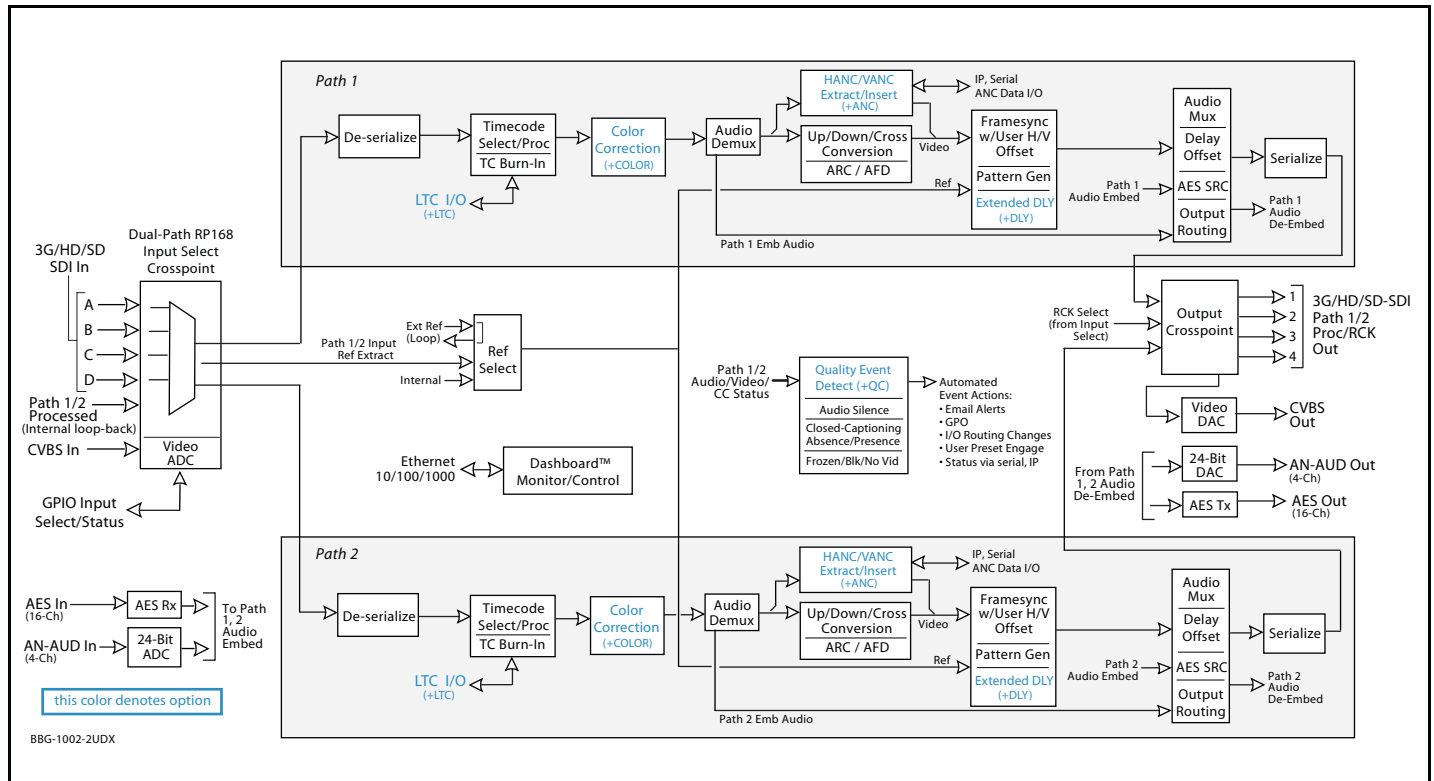 Path 1
De-serialize
Timecode
Select/Proc
TC Burn-In
LTC I/O
(+LTC)
Color
Correction
(+COLOR)
Audio
Demux
HANC/VANC
Extract/Insert
(+ANC)
IP, Serial
ANC Data I/O
Up/Down/Cross
Conversion
ARC / AFD
Video
Ref
Framesync
w/User H/V
Offset
Pattern Gen
Extended DLY
(+DLY)
Path 1
Audio Embed
Audio
Mux
Delay
Offset
AES SRC
Output
Routing
Serialize
Path 1
Audio
De-Embed
Path 1 Emb Audio
Dual-Path RP168
Input Select
Crosspoint
3G/HD/SD
SDI In
A
B
C
D
Path 1/2
Processed
(Internal loop-back)
CVBS In
Video
ADC
GPIO Input
Select/Status
Path 1/2 Input
Ref Extract
Ext Ref
(Loop)
Internal
Ref
Select
Ethernet
10/100/1000
Dashboard™
Monitor/Control
Path 1/2
Audio/Video/
CC Status
Quality Event
Detect (+QC)
Audio Silence
Closed-Captioning
Absence/Presence
Frozen/Blk/No Vid
Automated
Event Actions:
• Email Alerts
• GPO
• I/O Routing Changes
• User Preset Engage
• Status via serial, IP
RCK Select
(from Input
Select)
Output
Crosspoint
1
2
3
4
3G/HD/SD-SDI
Path 1/2
Proc/RCK
Out
Video
DAC
CVBS
Out
From Path
1, 2 Audio
De-Embed
24-Bit
DAC
AN-AUD Out
(4-Ch)
AES Tx
AES Out
(16-Ch)
Path 2
De-serialize
Timecode
Select/Proc
TC Burn-In
LTC I/O
(+LTC)
Color
Correction
(+COLOR)
Audio
Demux
HANC/VANC
Extract/Insert
(+ANC)
IP, Serial
ANC Data I/O
Up/Down/Cross
Conversion
ARC / AFD
Video
Ref
Framesync
w/User H/V
Offset
Pattern Gen
Extended DLY
(+DLY)
Path 2
Audio Embed
Audio
Mux
Delay
Offset
AES SRC
Output
Routing
Serialize
Path 2
Audio
De-Embed
Path 2 Emb Audio
AES In
(16-Ch)
AES Rx
AN-AUD In
(4-Ch)
24-Bit
ADC
To Path
1, 2
Audio
Embed
this color denotes option
BBG-1002-2UDX